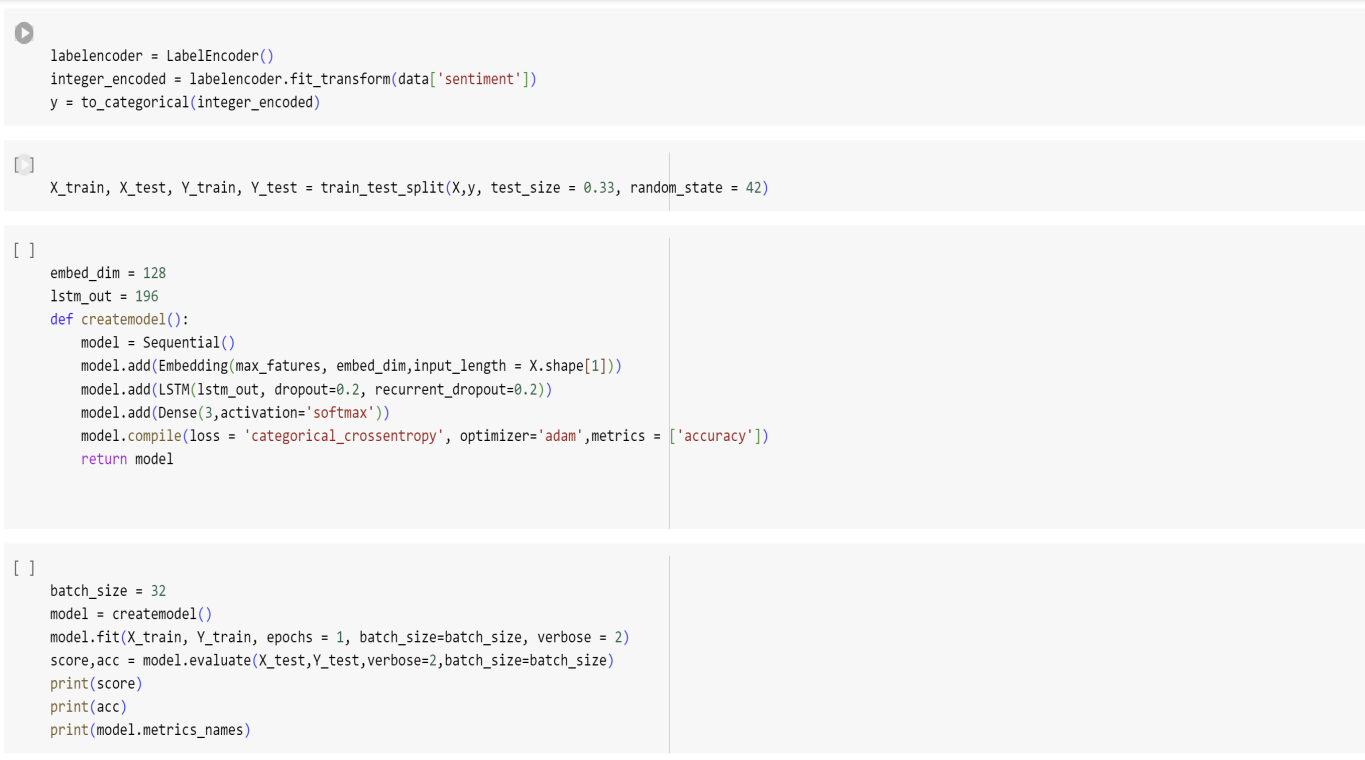 labelencoder = LabelEncoder()
integer_encoded = labelencoder.fit_transform(data['sentiment'])
y = to_categorical(integer_encoded)
[ ]
X_train, X_test, Y_train, Y_test = train_test_split(X,y, test_size = 0.33, random_state = 42)
[ ]
embed_dim = 128
lstm_out = 196
def createmodel():
    model = Sequential()
    model.add(Embedding(max_fatures, embed_dim,input_length = X.shape[1]))
    model.add(LSTM(lstm_out, dropout=0.2, recurrent_dropout=0.2))
    model.add(Dense(3,activation='softmax'))
    model.compile(loss = 'categorical_crossentropy', optimizer='adam',metrics = ['accuracy'])
    return model
[ ]
batch_size = 32
model = createmodel()
model.fit(X_train, Y_train, epochs = 1, batch_size=batch_size, verbose = 2)
score,acc = model.evaluate(X_test,Y_test,verbose=2,batch_size=batch_size)
print(score)
print(acc)
print(model.metrics_names)